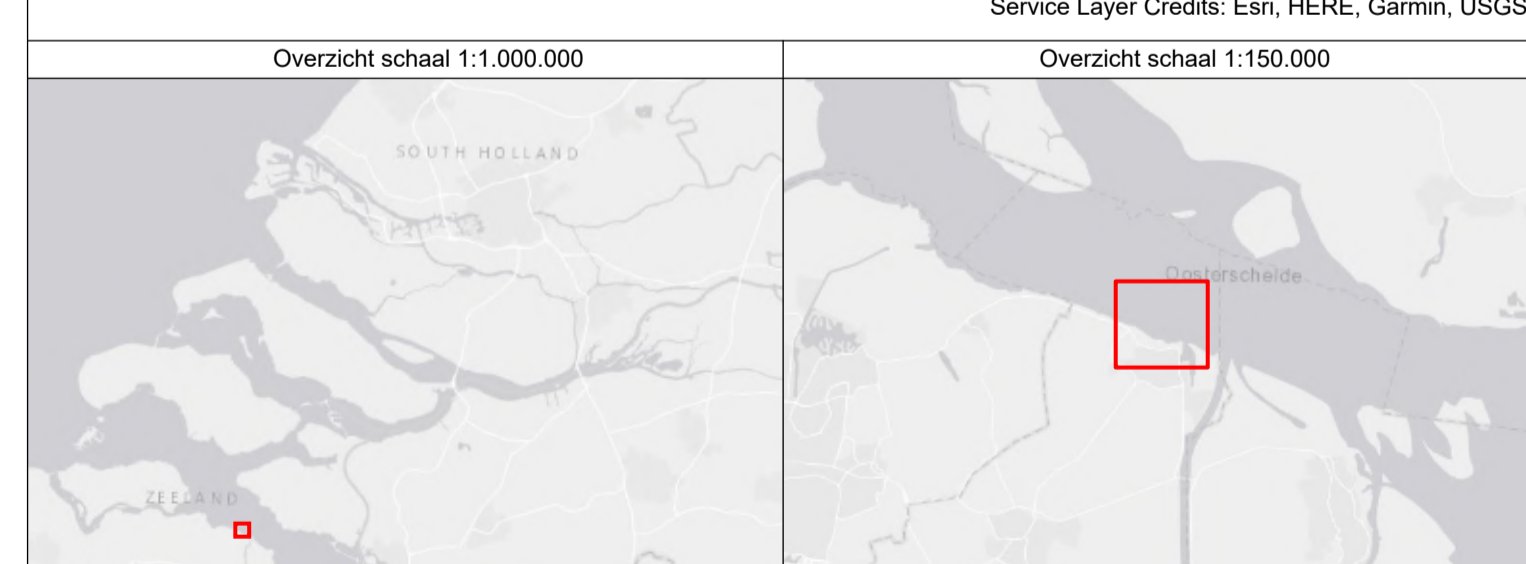 Service Layer Credits: Esri, HERE, Garmin, USGS
Overzicht schaal 1:1.000.000
Overzicht schaal 1:150.000
SOUTH HOLLAND
Oosterschelde
ZEELAND